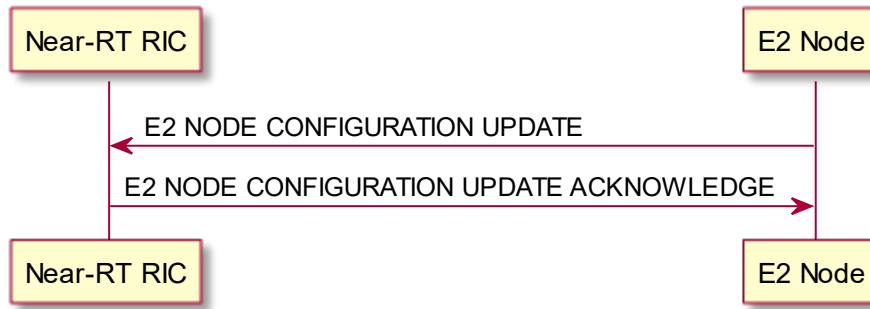 Near-RT RIC
E2 Node
E2 NODE CONFIGURATION UPDATE
E2 NODE CONFIGURATION UPDATE ACKNOWLEDGE
Near-RT RIC
E2 Node